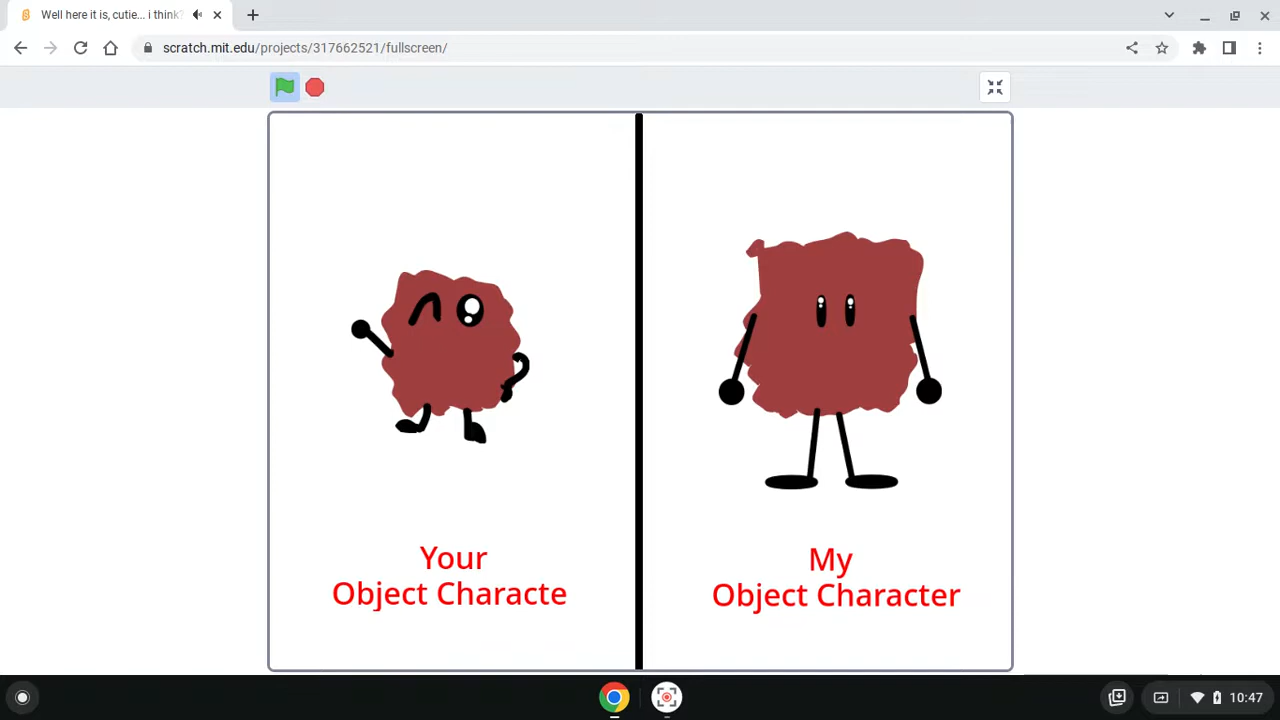 Well here it is, cutie... i think?
scratch.mit.edu/projects/317662521/fullscreen/
Your
Object Characte
My
Object Character
10:47